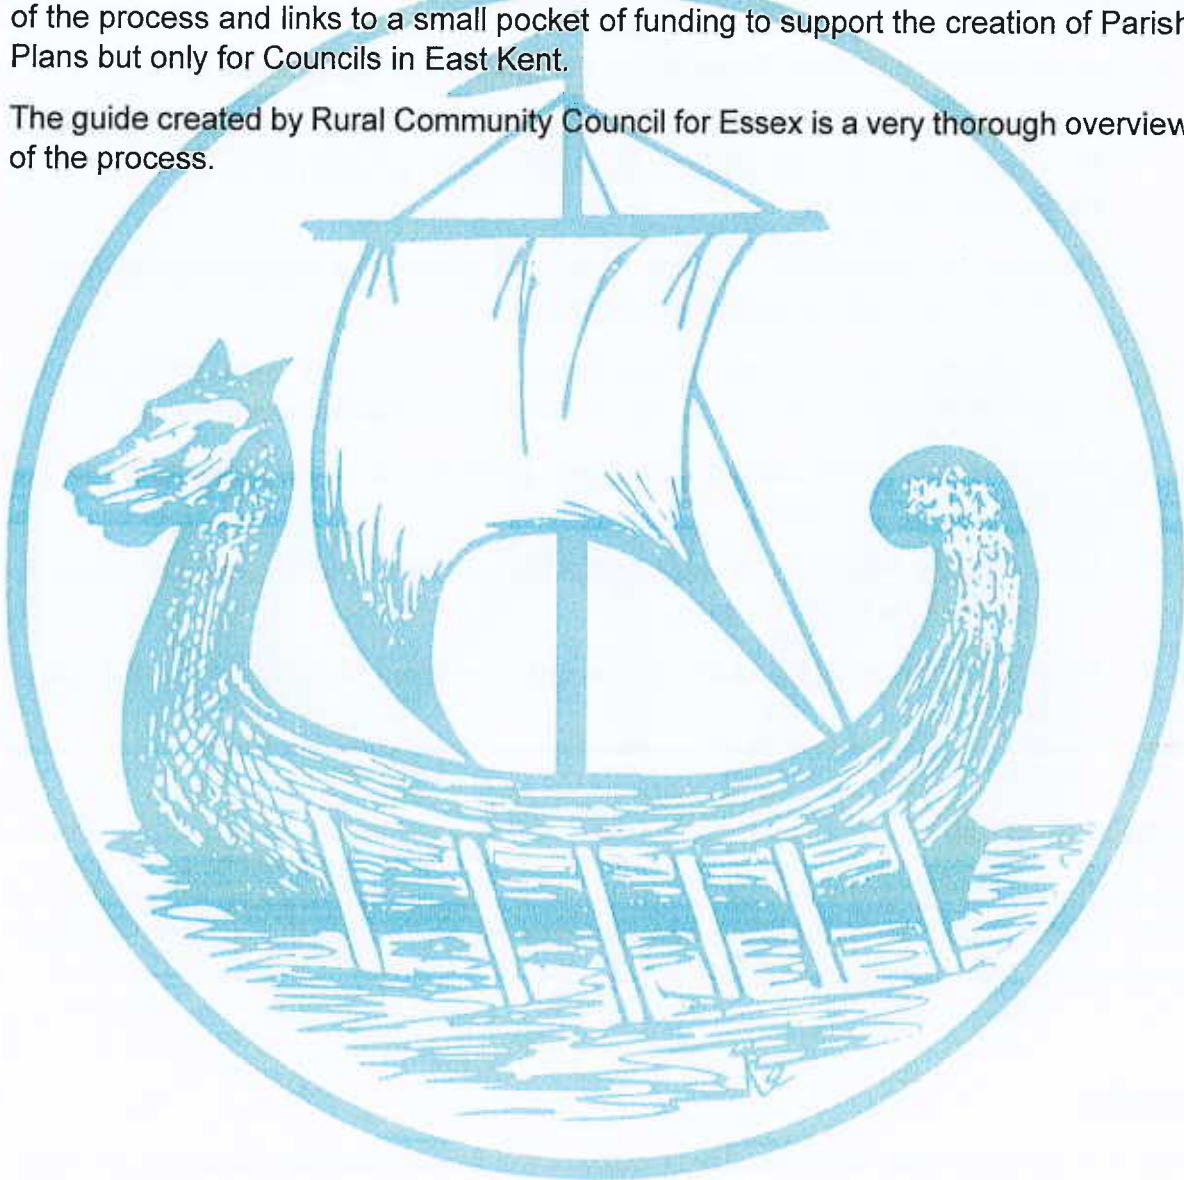 of the process and links to a small pocket of funding to support the creation of Parish
Plans but only for Councils in East Kent.
The guide created by Rural Community Council for Essex is a very thorough overview
of the process.